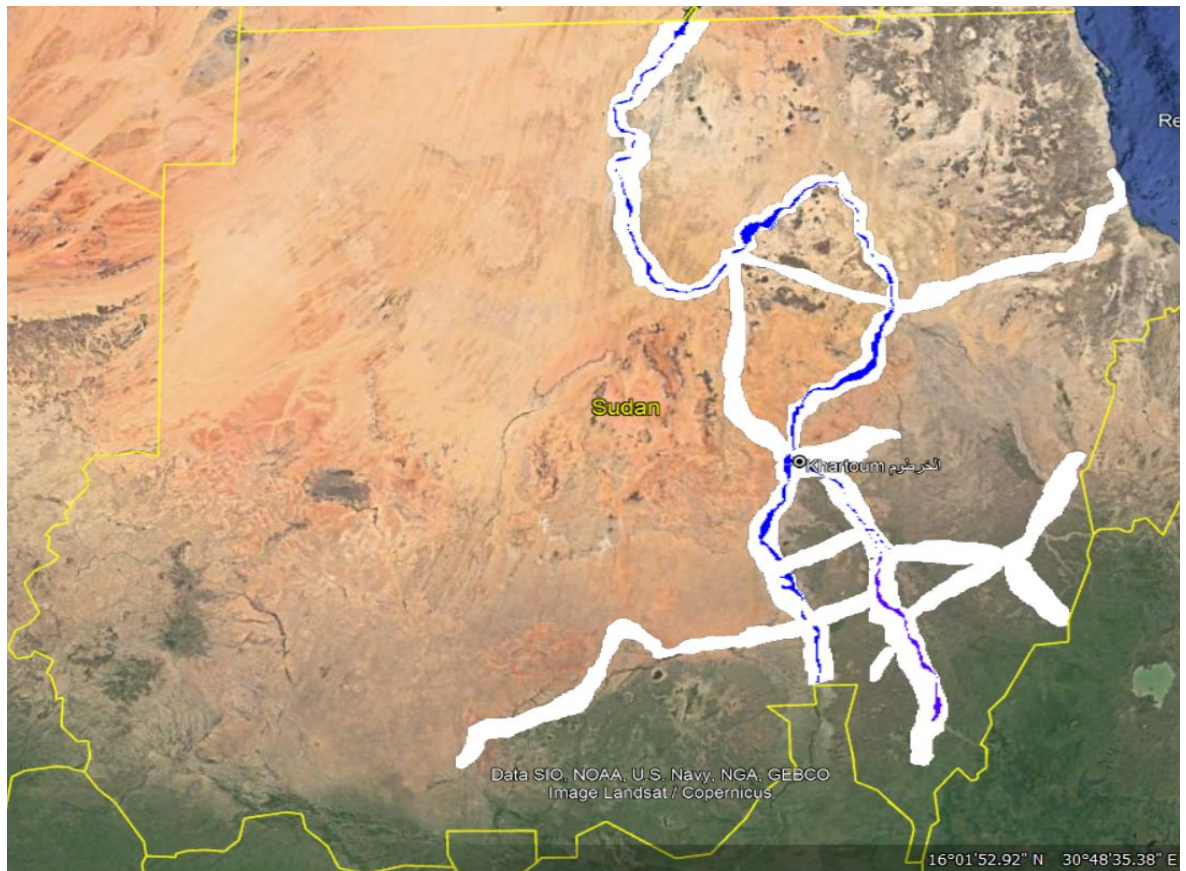 Re
Sudan
Khartoum الخرطوم
Data SIO, NOAA, U.S. Navy, NGA, GEBCO
Image Landsat / Copernicus
16°01'52.92" N 30°48'35.38" E